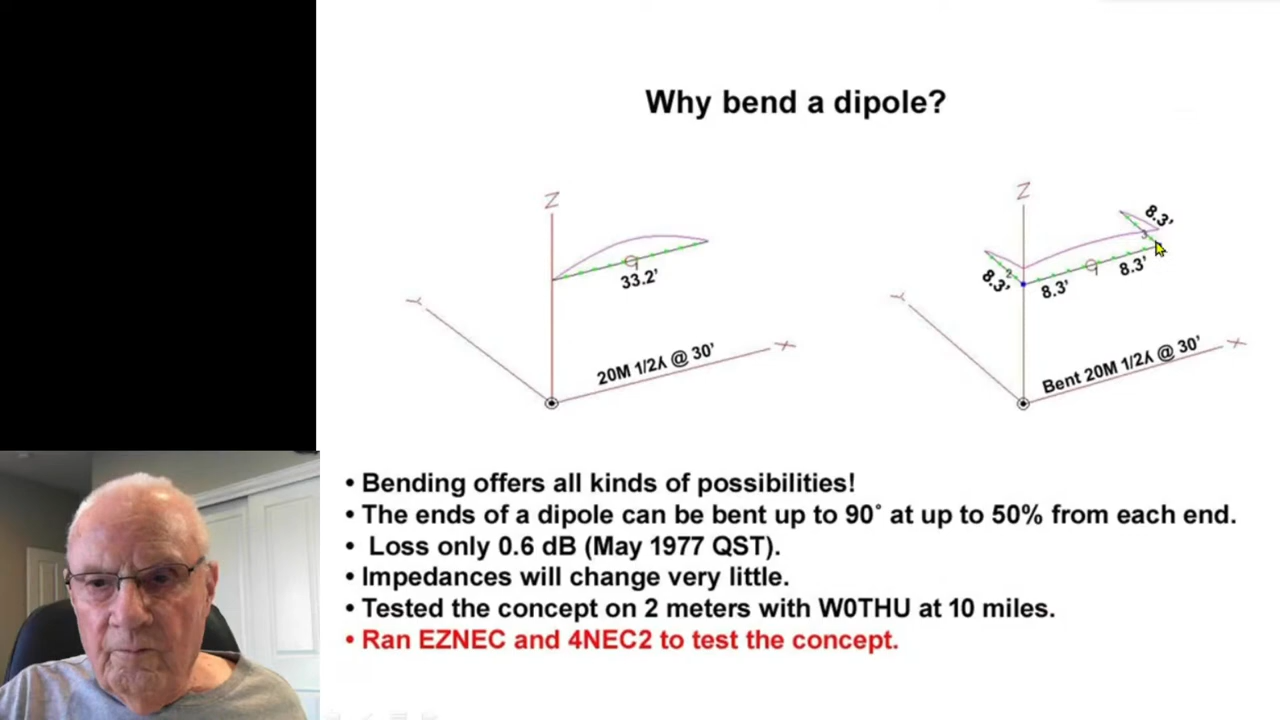 Why bend a dipole?
Z
33.2'
Y
X
20M 1/2λ @ 30'
Z
8.3'
3
8.3'
2
8.3'
8.3'
Y
X
Bent 20M 1/2λ @ 30'
• Bending offers all kinds of possibilities!
• The ends of a dipole can be bent up to 90˚ at up to 50% from each end.
• Loss only 0.6 dB (May 1977 QST).
• Impedances will change very little.
• Tested the concept on 2 meters with W0THU at 10 miles.
• Ran EZNEC and 4NEC2 to test the concept.